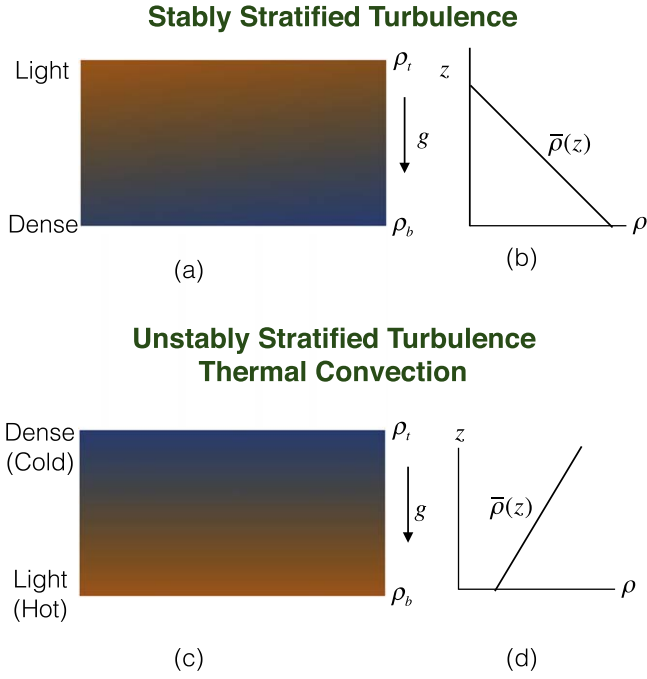 Stably Stratified Turbulence
Light
ρt
g
Dense
ρb
(a)
z
ρ̅(z)
ρ
(b)
Unstably Stratified Turbulence
Thermal Convection
Dense
(Cold)
ρt
g
Light
(Hot)
ρb
(c)
z
ρ̅(z)
ρ
(d)